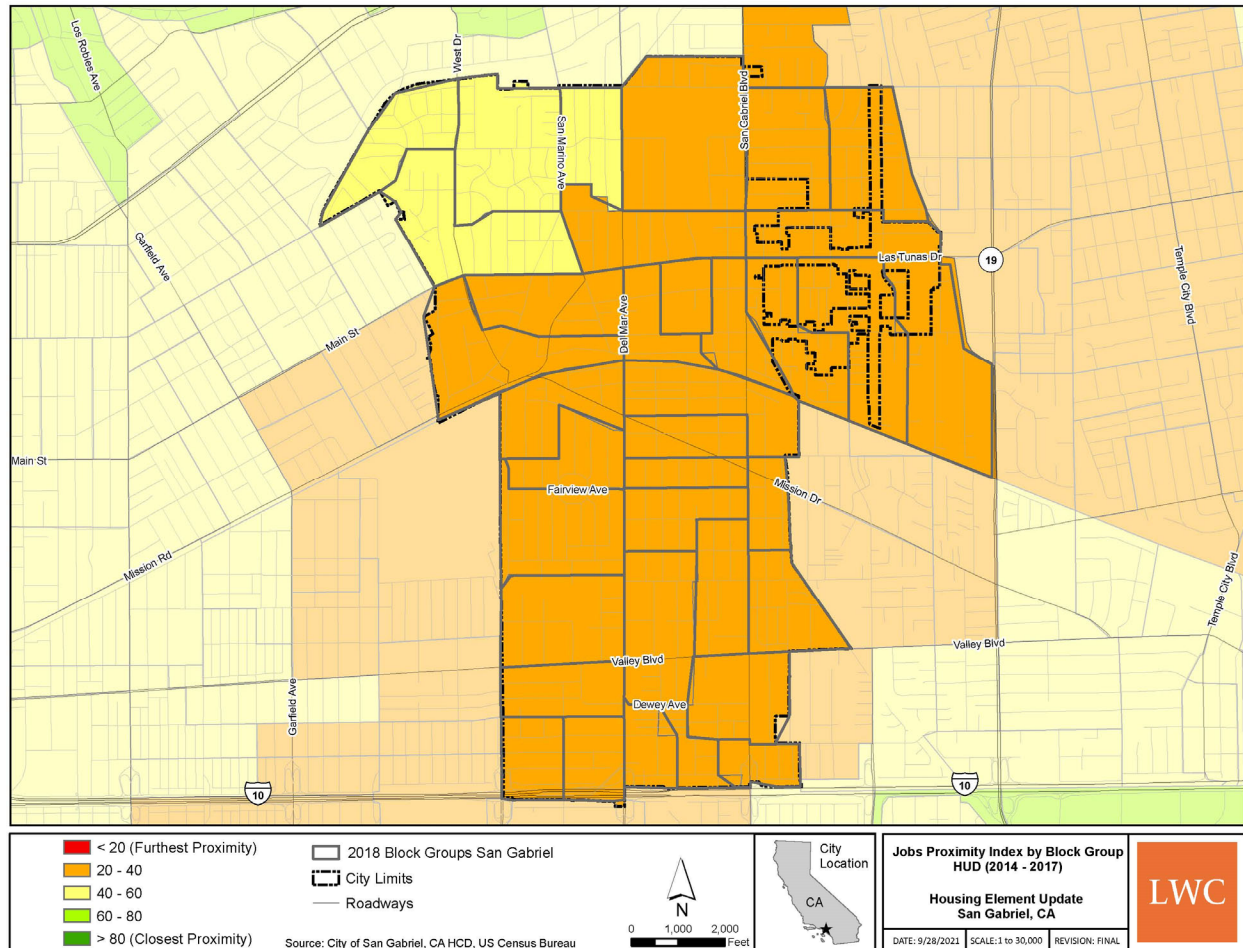 Los Robles Ave
West Dr
San Marino Ave
San Gabriel Blvd
Garfield Ave
Las Tunas Dr
19
Temple City Blvd
Del Mar Ave
Main St
Main St
Fairview Ave
Mission Dr
Mission Rd
Temple City Blvd
Valley Blvd
Valley Blvd
Garfield Ave
Dewey Ave
10
10
< 20 (Furthest Proximity)
20 - 40
40 - 60
60 - 80
> 80 (Closest Proximity)
2018 Block Groups San Gabriel
City Limits
Roadways
Source: City of San Gabriel, CA HCD, US Census Bureau
N
0 1,000 2,000
Feet
City
Location
CA
Jobs Proximity Index by Block Group
HUD (2014 - 2017)
Housing Element Update
San Gabriel, CA
DATE: 9/28/2021 SCALE:1 to 30,000 REVISION: FINAL
LWC